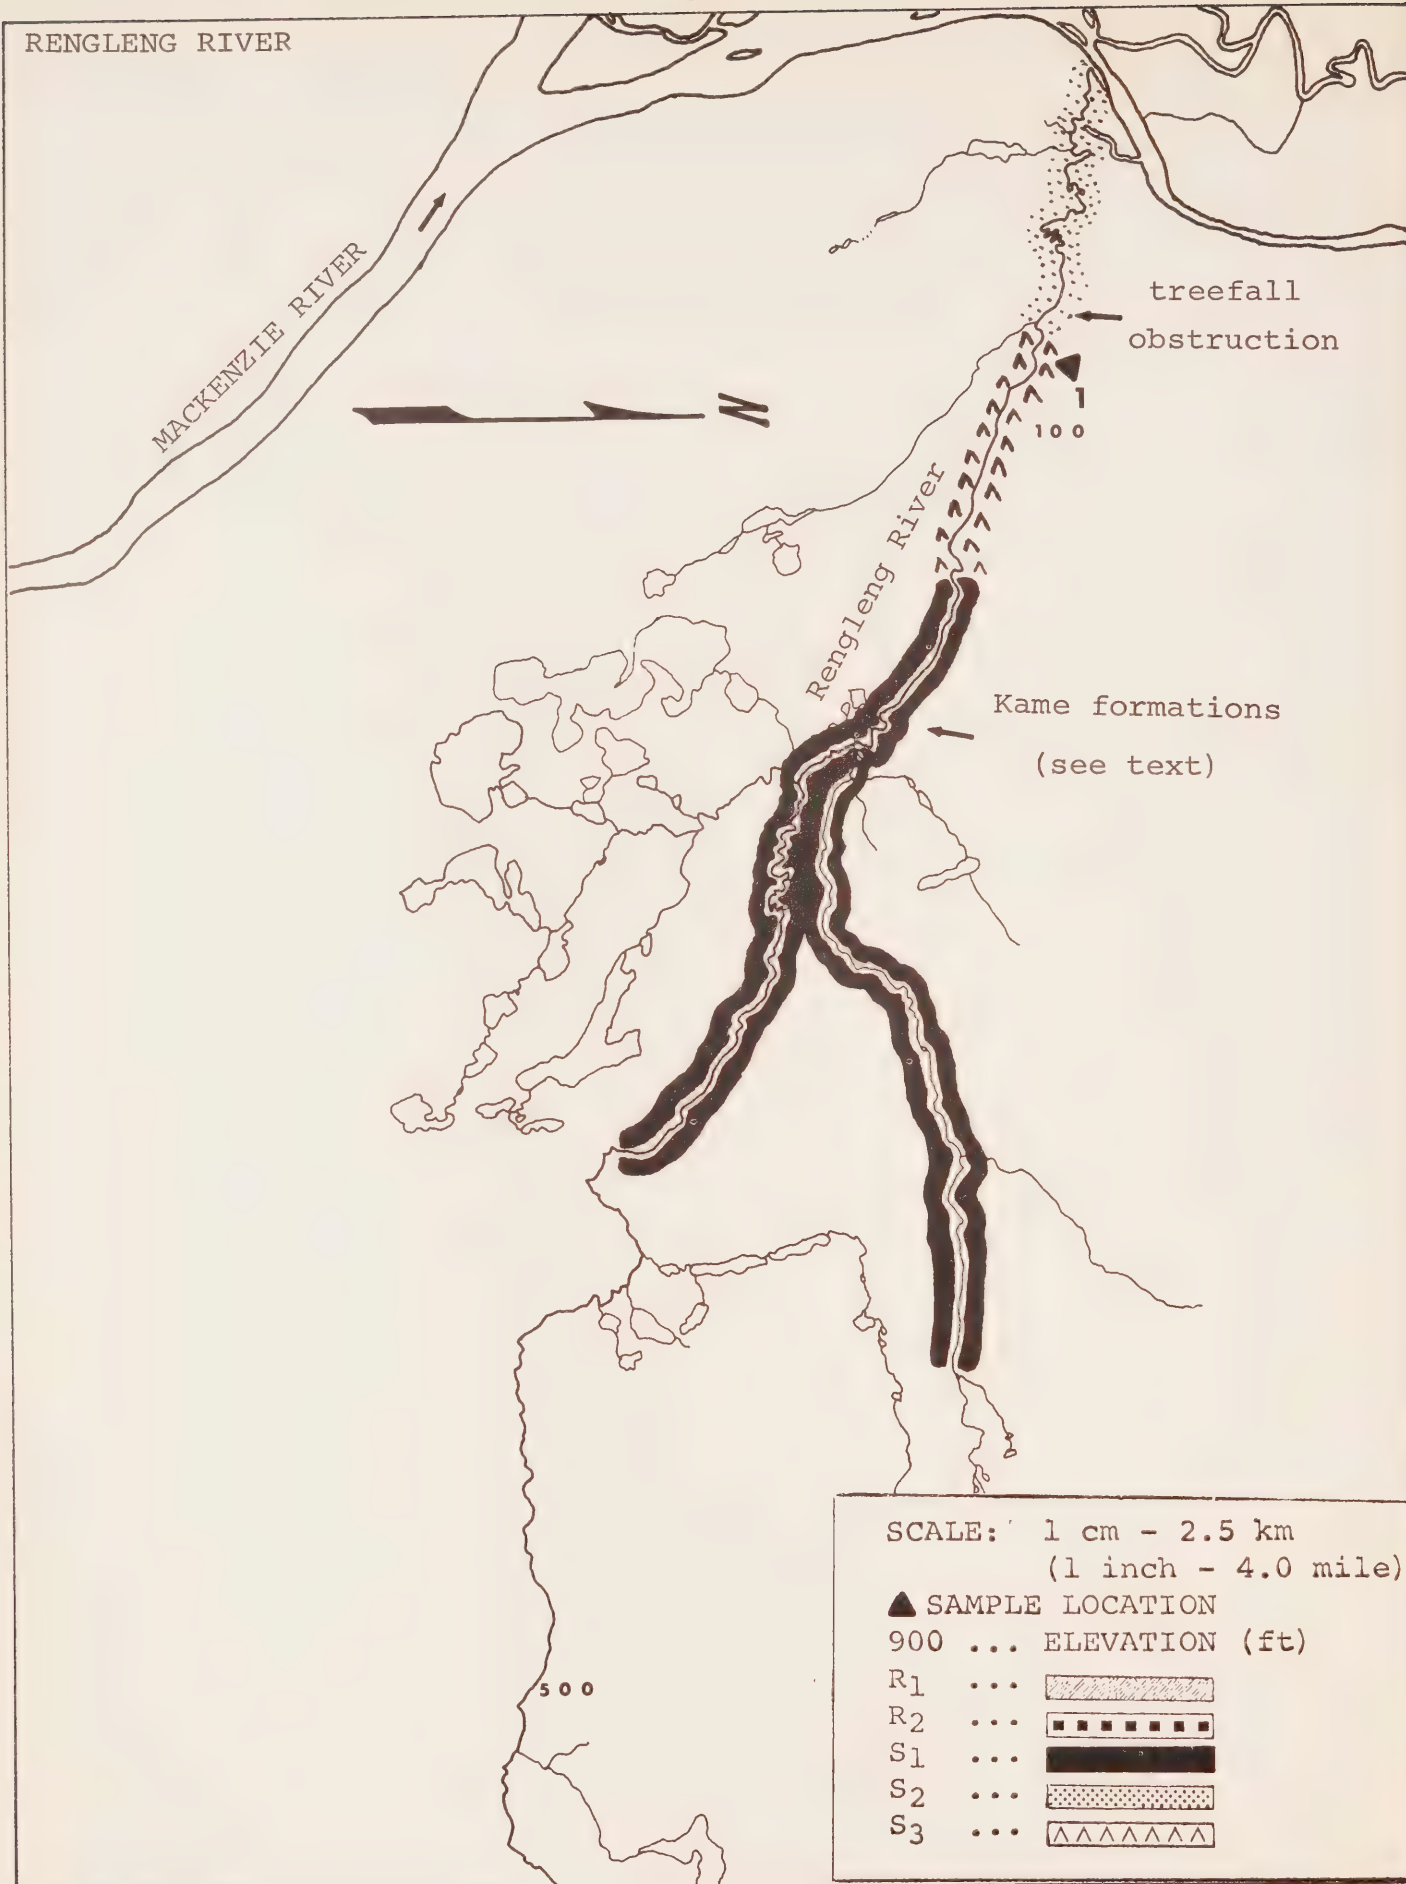 RENGLENG RIVER
MACKENZIE RIVER
treefall
obstruction
N
1
100
Rengleng River
Kame formations
(see text)
500
SCALE: 1 cm - 2.5 km
(1 inch - 4.0 mile)
SAMPLE LOCATION
900 ... ELEVATION (ft)
R1 ...
R2 ...
S1 ...
S2 ...
S3 ...